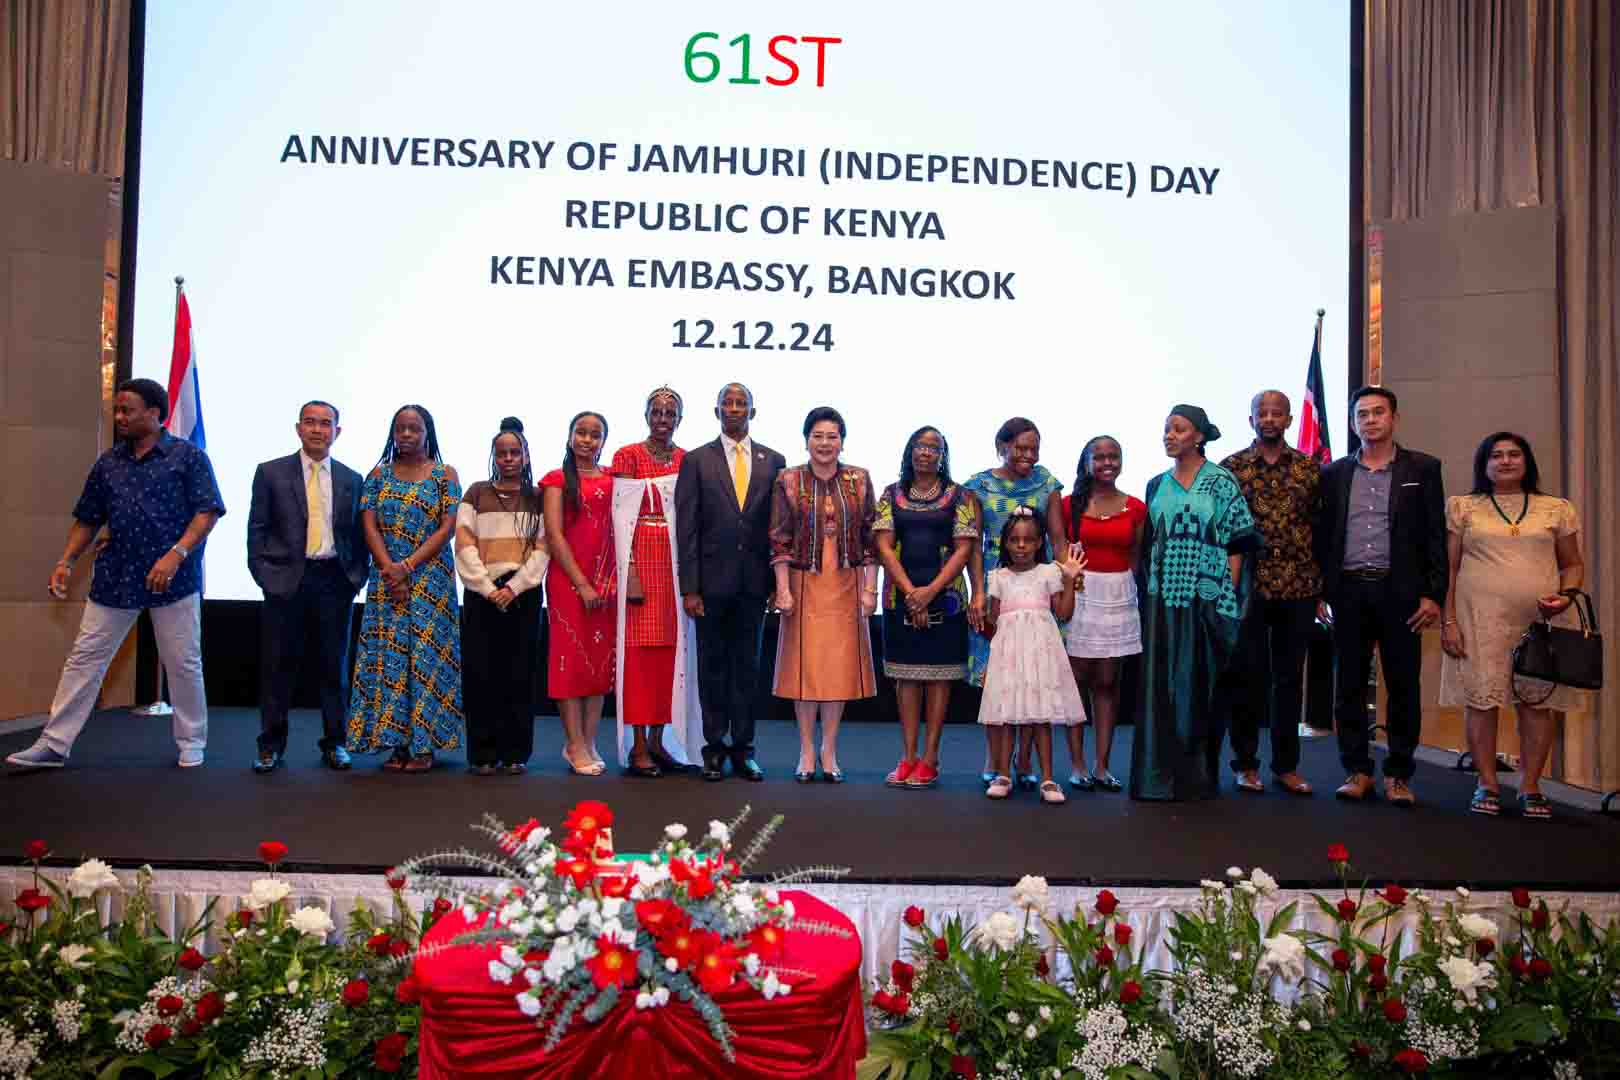 61ST
ANNIVERSARY OF JAMHURI (INDEPENDENCE) DAY
REPUBLIC OF KENYA
KENYA EMBASSY, BANGKOK
12.12.24